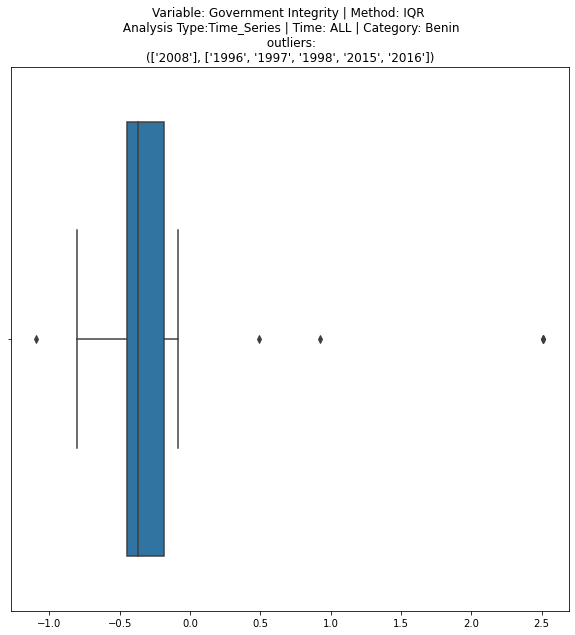 Variable: Government Integrity | Method: IQR
Analysis Type:Time_Series | Time: ALL | Category: Benin
outliers:
(['2008'], ['1996', '1997', '1998', '2015', '2016'])
−1.0 −0.5 0.0 0.5 1.0 1.5 2.0 2.5